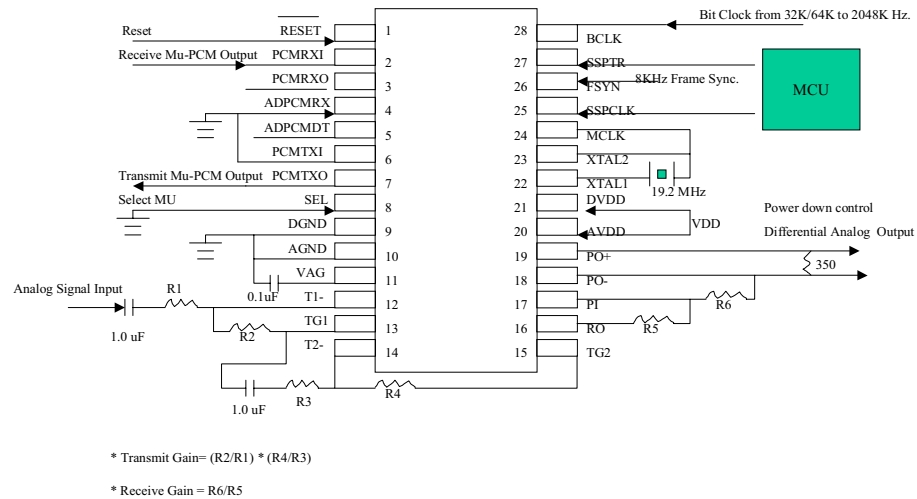 Bit Clock from 32K/64K to 2048K Hz.
Reset RESET 1 28 BCLK
Receive Mu-PCM Output PCMRXI 2 27 SSPTR
PCMRXO 3 26 FSYN 8KHz Frame Sync.
MCU
ADPCMRX 4 25 SSPCLK
ADPCMDT 5 24 MCLK
PCMTXI 6 23 XTAL2
Transmit Mu-PCM Output PCMTXO 7 22 XTAL1
19.2 MHz
Select MU SEL 8 21 DVDD
Power down control
DGND 9 20 AVDD VDD
Differential Analog Output
AGND 10 19 PO+
350
VAG 11 18 PO-
0.1uF
Analog Signal Input R1 T1- 12 17 PI R6
1.0 uF R2 TG1 13 16 RO R5
T2- 14 15 TG2
1.0 uF R3 R4
* Transmit Gain= (R2/R1) * (R4/R3)
* Receive Gain = R6/R5